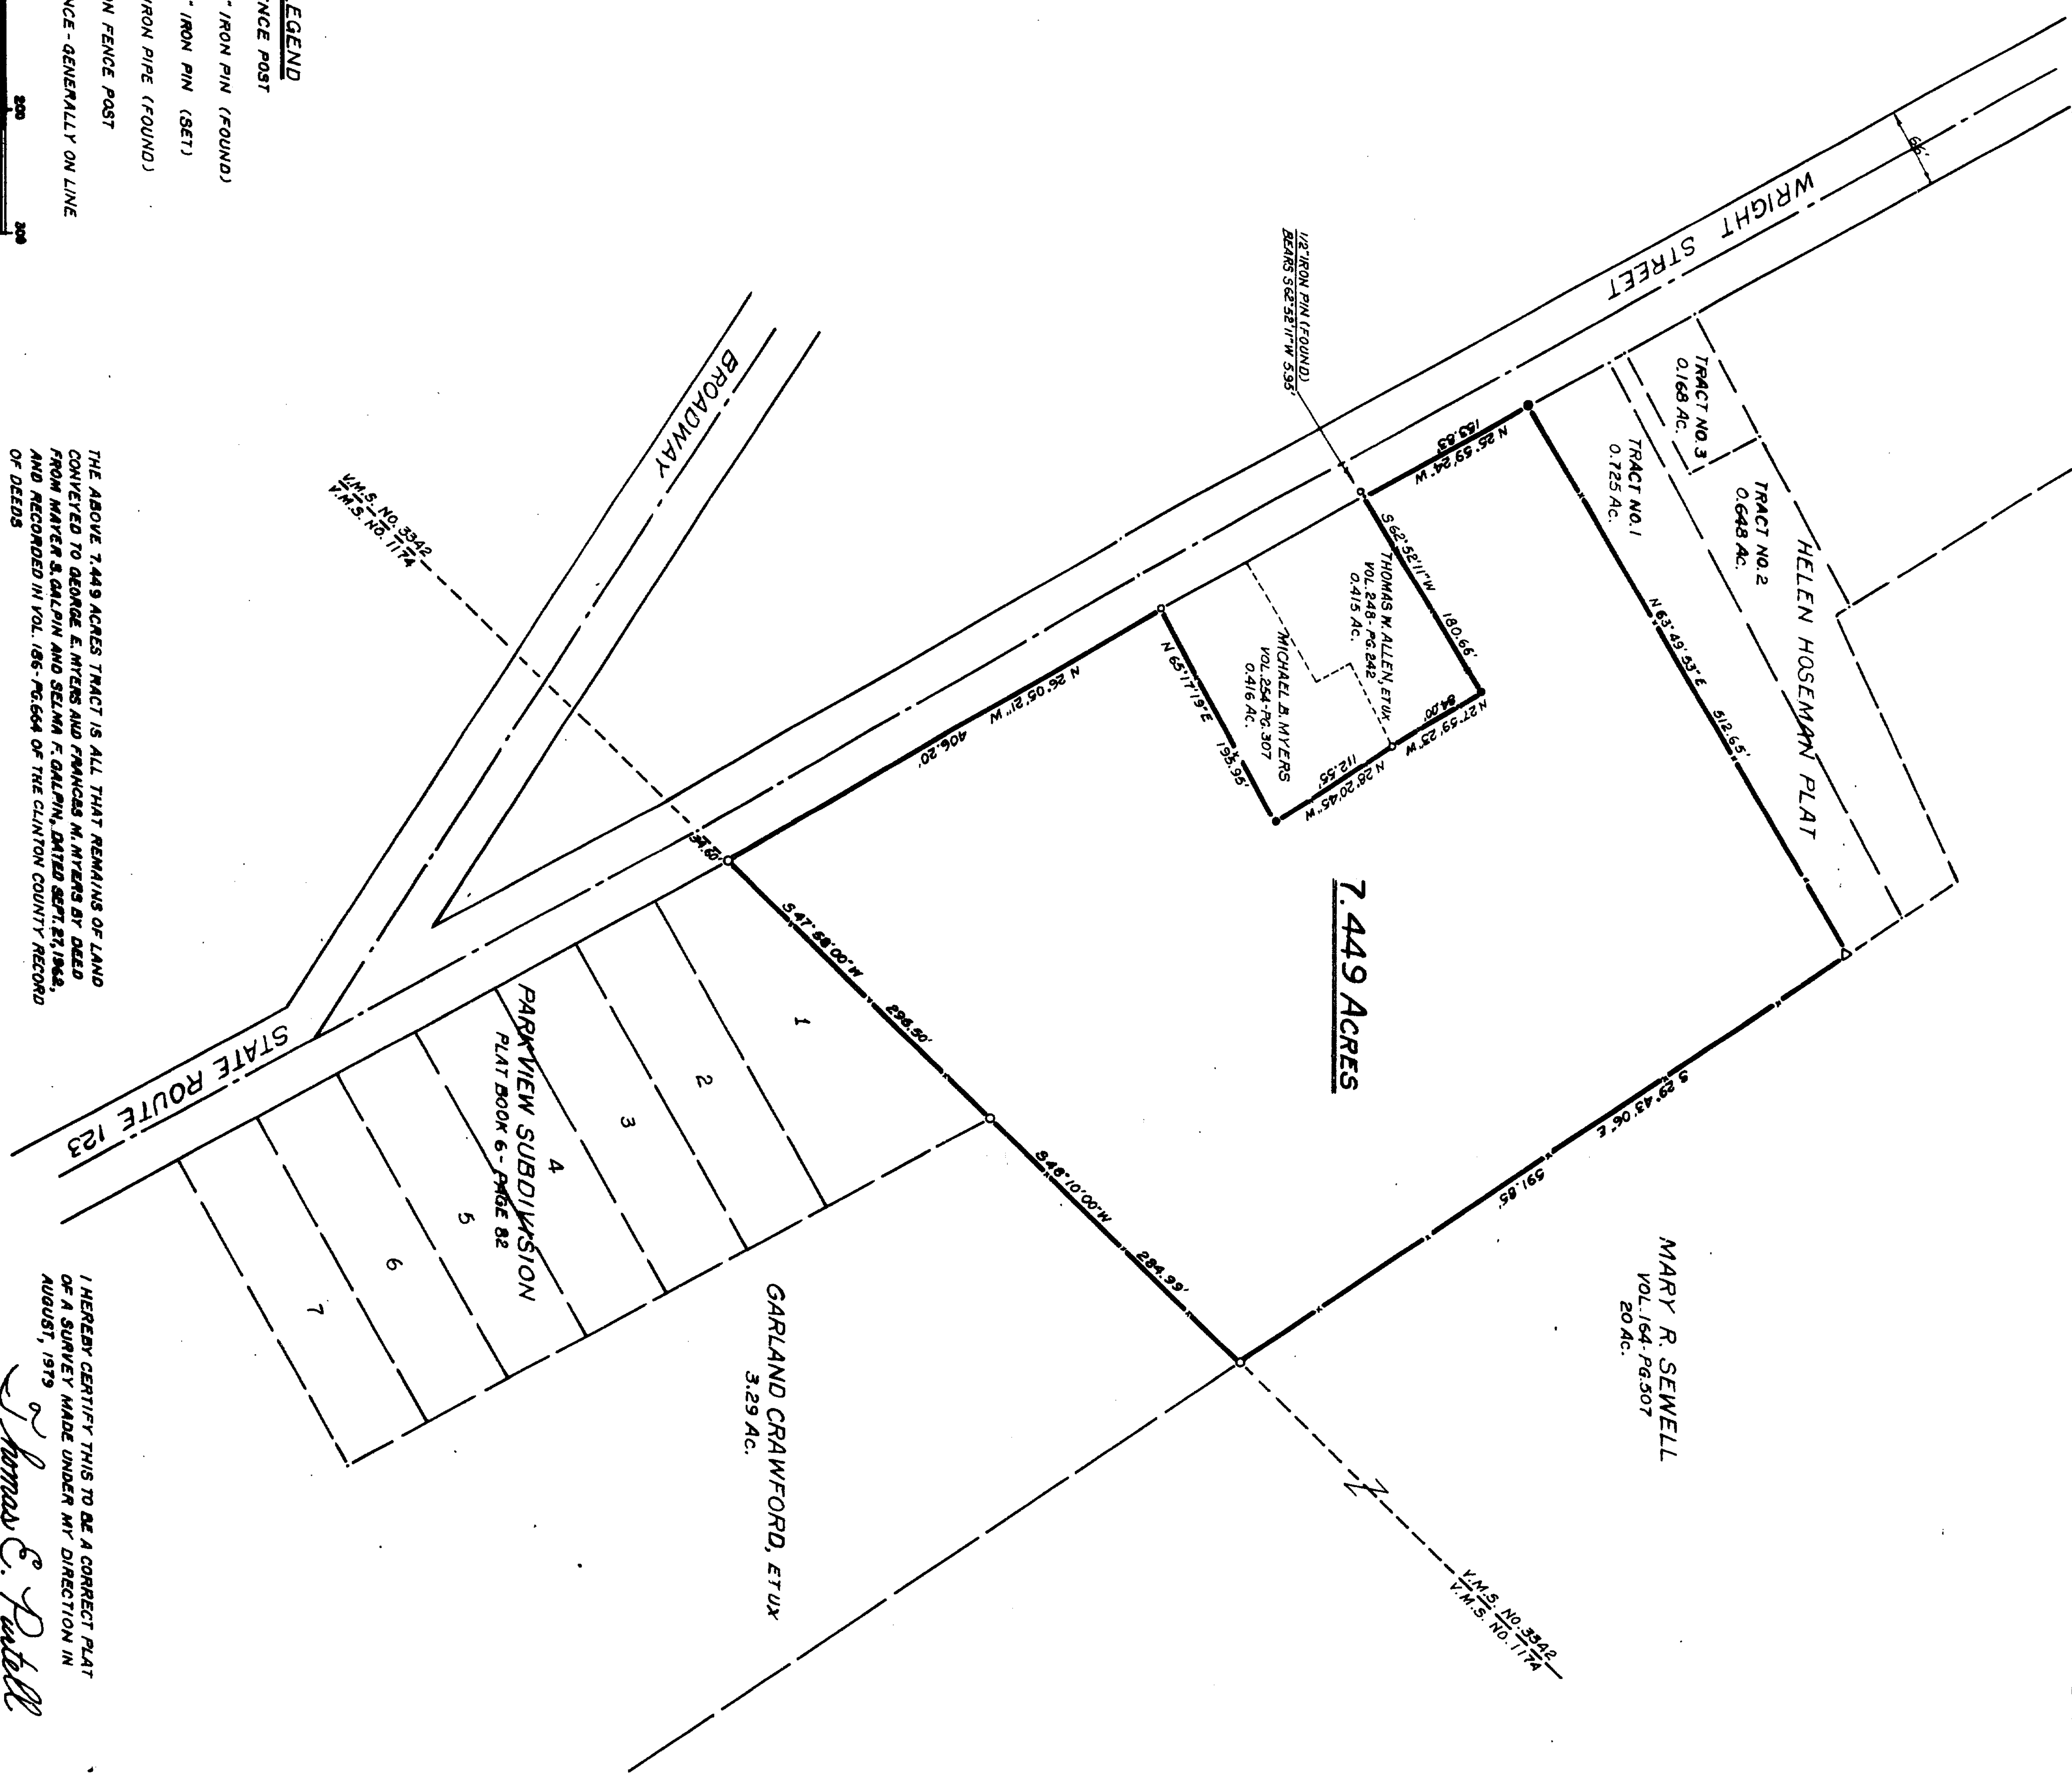 WRIGHT STREET
66'
HELEN HOSEMAN PLAT
TRACT NO. 3
0.168 Ac.
TRACT NO. 2
0.648 Ac.
TRACT NO. 1
0.725 Ac.
N 63° 49' 53" E 512.65'
N 25° 59' 24" W
153.83'
1/2" IRON PIN (FOUND)
BEARS S 62° 52' 11" W 5.95'
S 62° 52' 11" W 180.66'
THOMAS W. ALLEN, ET UX
VOL. 248 - PG. 242
0.415 Ac.
N 27° 59' 23" W
84.00'
MICHAEL B. MYERS
VOL. 254 - PG. 307
0.416 Ac.
N 28° 20' 45" W
112.55'
N 65° 17' 19" E 195.95'
N 26° 05' 21" W 406.20'
7.449 ACRES
S 29° 43' 06" E 591.85'
MARY R. SEWELL
VOL. 164 - PG. 507
20 Ac.
BROADWAY
V.M.S. NO. 3342
V.M.S. NO. 1174
34.60'
S 47° 58' 00" W 296.50'
S 48° 10' 00" W 284.99'
V.M.S. NO. 3342
V.M.S. NO. 1174
GARLAND CRAWFORD, ET UX
3.29 Ac.
PARKVIEW SUBDIVISION
PLAT BOOK 6 - PAGE 82
1
2
3
4
5
6
7
STATE ROUTE 123
EGEND
NCE POST
" IRON PIN (FOUND)
" IRON PIN (SET)
IRON PIPE (FOUND)
N FENCE POST
NCE - GENERALLY ON LINE
200 300
THE ABOVE 7.449 ACRES TRACT IS ALL THAT REMAINS OF LAND
CONVEYED TO GEORGE E. MYERS AND FRANCES M. MYERS BY DEED
FROM MAYER S. GALPIN AND SELMA F. GALPIN, DATED SEPT. 27, 1962,
AND RECORDED IN VOL. 186 - PG. 664 OF THE CLINTON COUNTY RECORD
OF DEEDS
I HEREBY CERTIFY THIS TO BE A CORRECT PLAT
OF A SURVEY MADE UNDER MY DIRECTION IN
AUGUST, 1979
Thomas E. Purtell